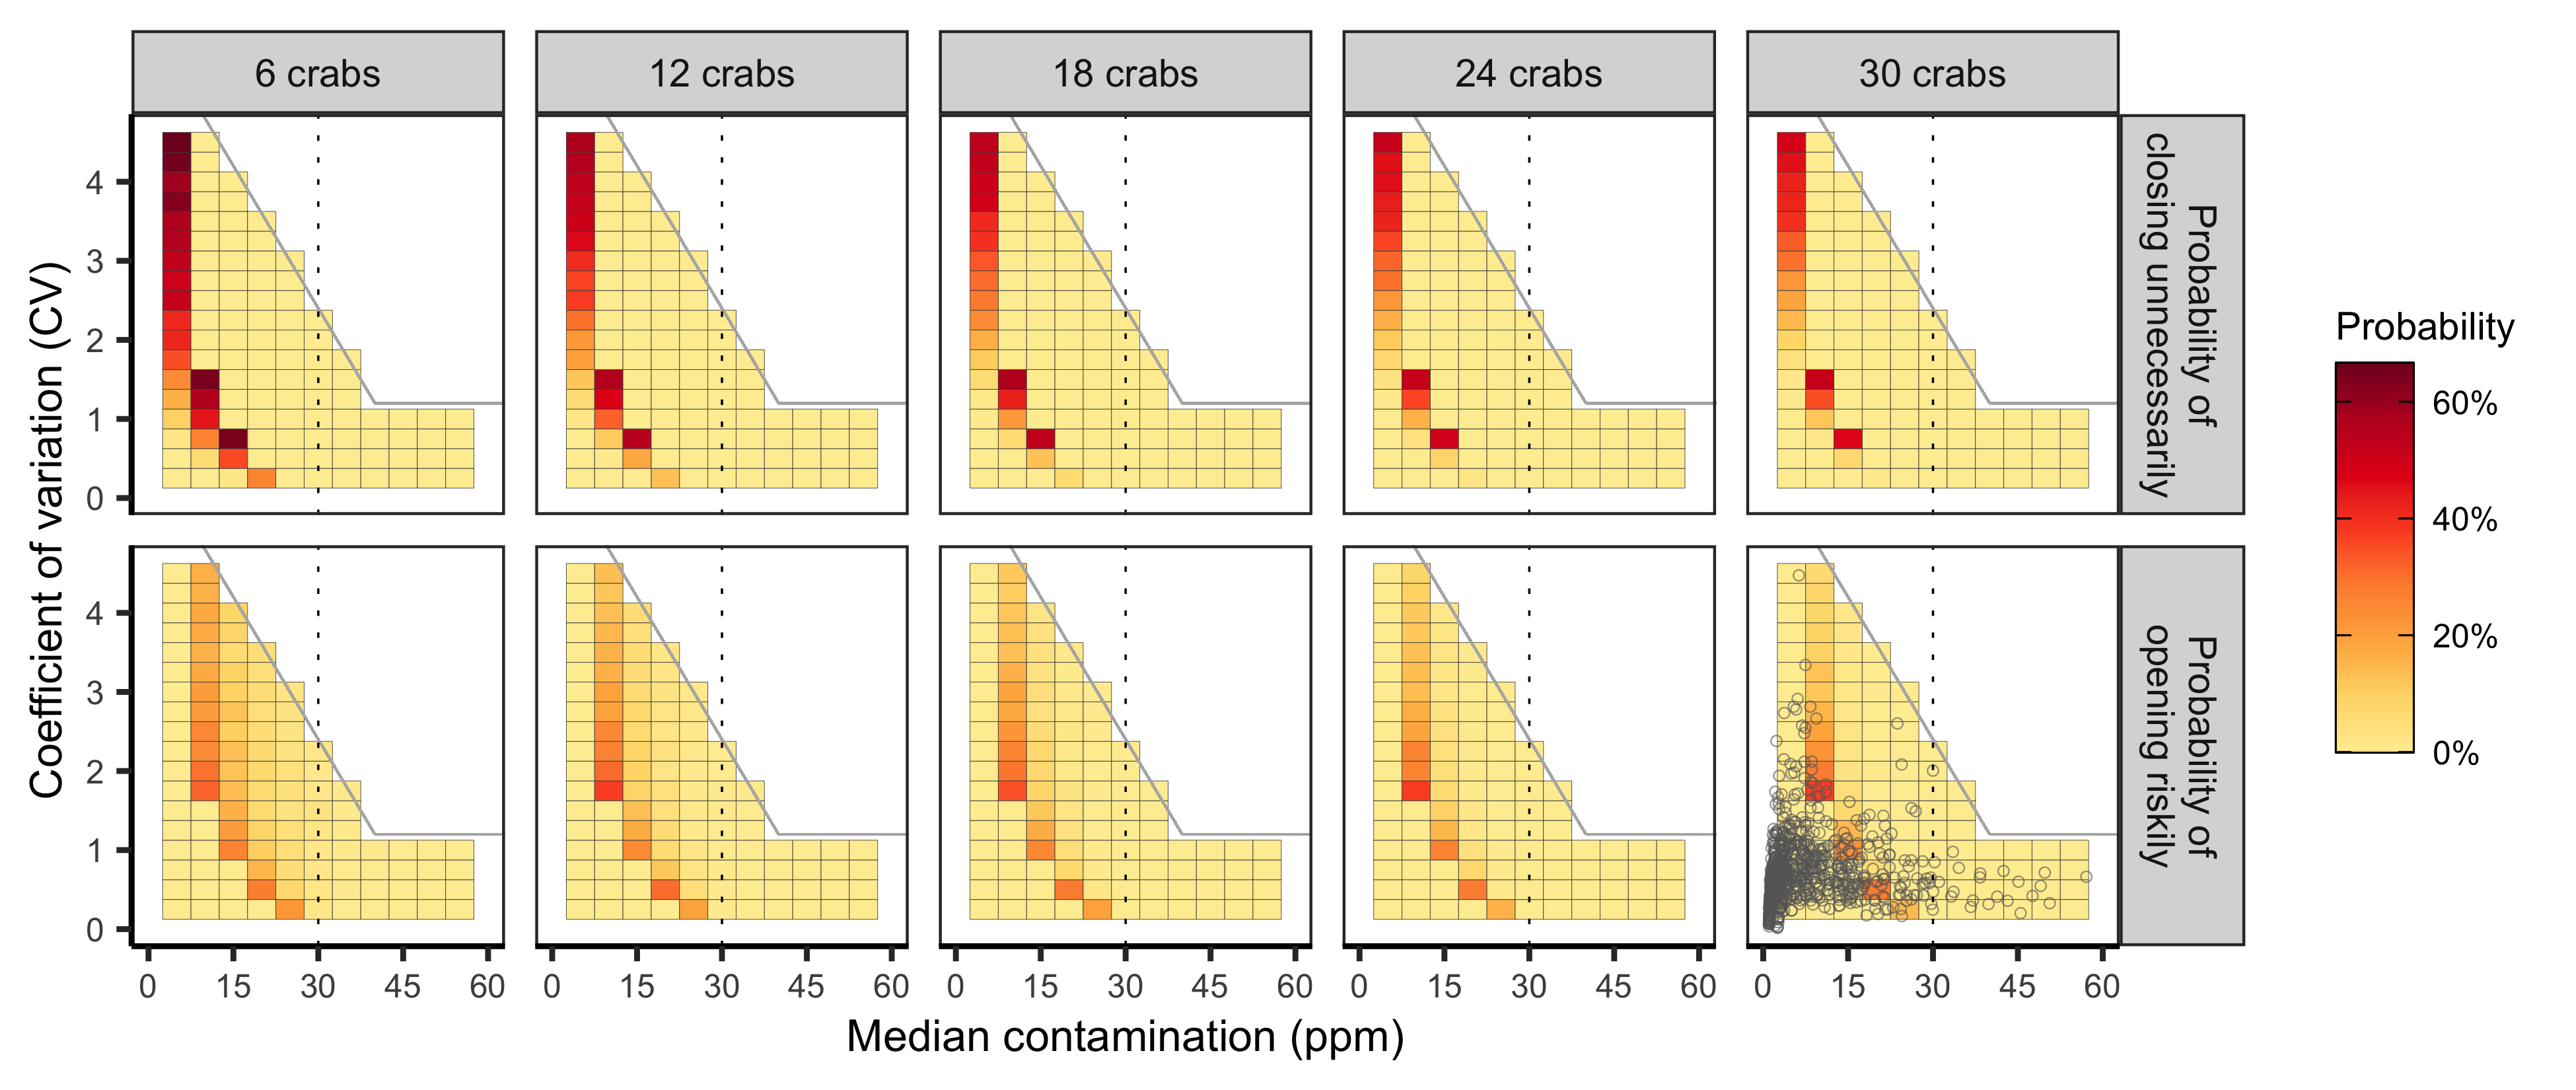 6 crabs
12 crabs
18 crabs
24 crabs
30 crabs
Coefficient of variation (CV)
4
3
2
1
0
Probability of
closing unnecessarily
4
3
2
1
0
Probability of
opening riskily
0 15 30 45 60
0 15 30 45 60
0 15 30 45 60
0 15 30 45 60
0 15 30 45 60
Median contamination (ppm)
Probability
60%
40%
20%
0%